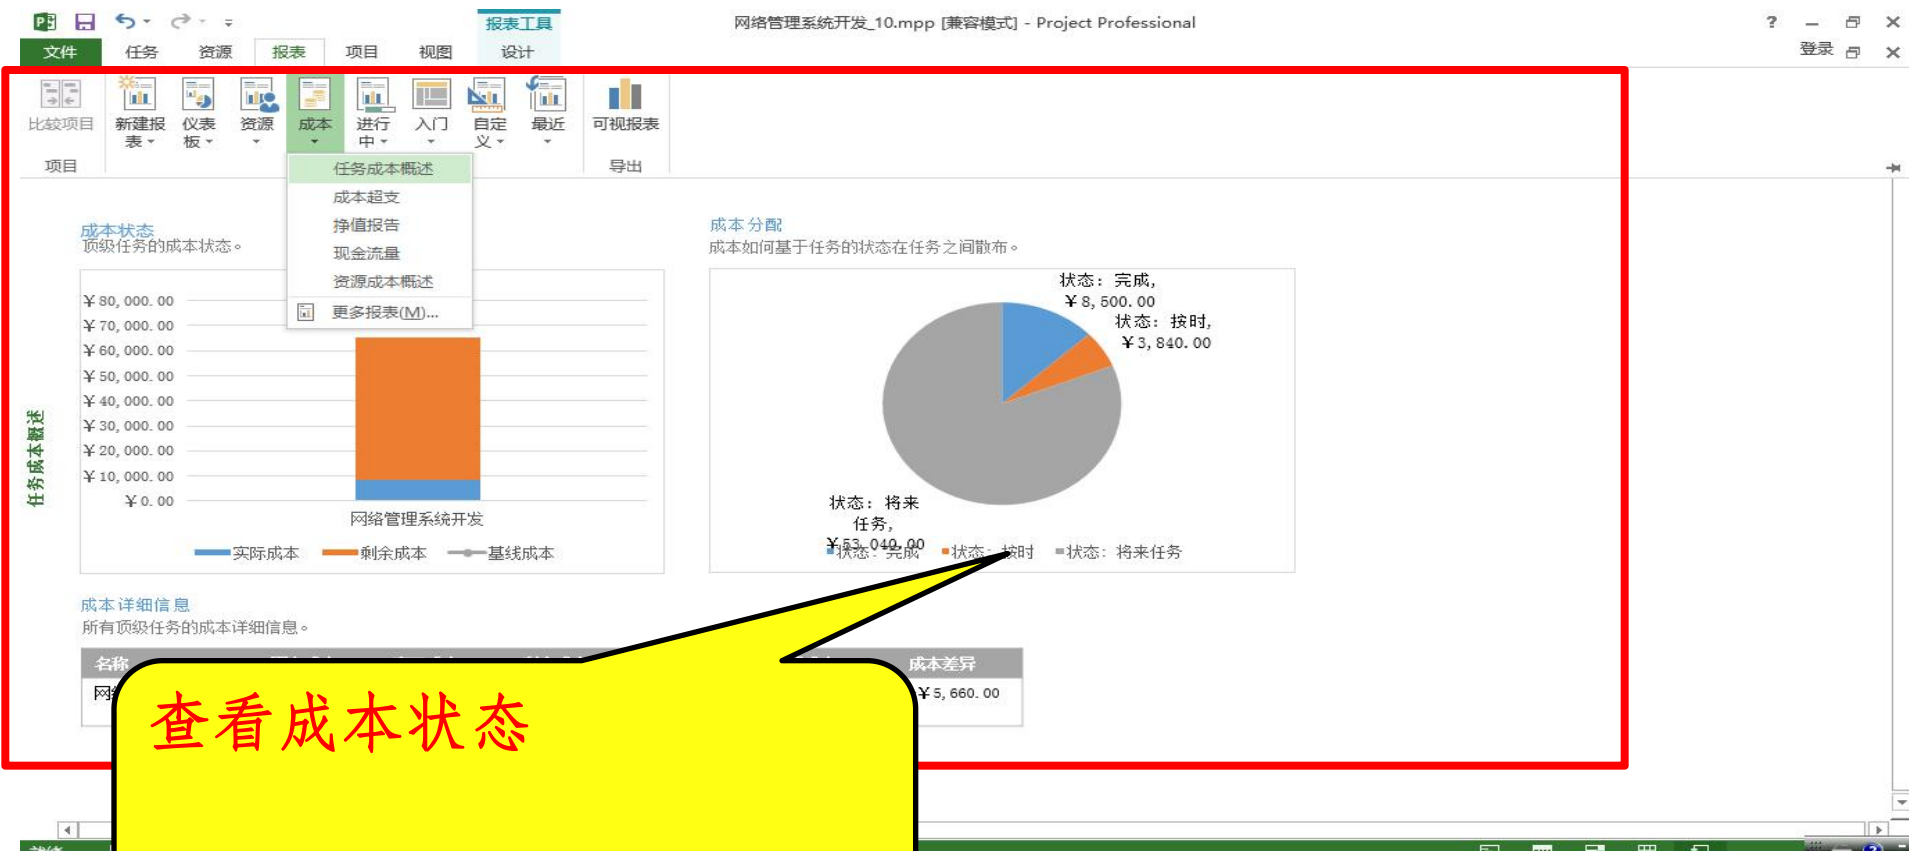 报表工具
网络管理系统开发_10.mpp [兼容模式] - Project Professional
文件 任务 资源 报表 项目 视图 设计
登录
比较项目 新建报表 仪表板 资源 成本 进行中 入门 自定义 最近 可视报表
项目
导出
任务成本概述
成本超支
挣值报告
现金流量
资源成本概述
更多报表(M)...
成本状态
顶级任务的成本状态。
¥80,000.00
¥70,000.00
¥60,000.00
¥50,000.00
¥40,000.00
¥30,000.00
¥20,000.00
¥10,000.00
¥0.00
网络管理系统开发
实际成本 剩余成本 基线成本
成本分配
成本如何基于任务的状态在任务之间散布。
状态：完成,
¥8,500.00
状态：按时,
¥3,840.00
状态：将来
任务,
¥53,040.00
状态：完成 状态：按时 状态：将来任务
任务成本概述
成本详细信息
所有顶级任务的成本详细信息。
名称 成本差异
¥5,660.00
查看成本状态